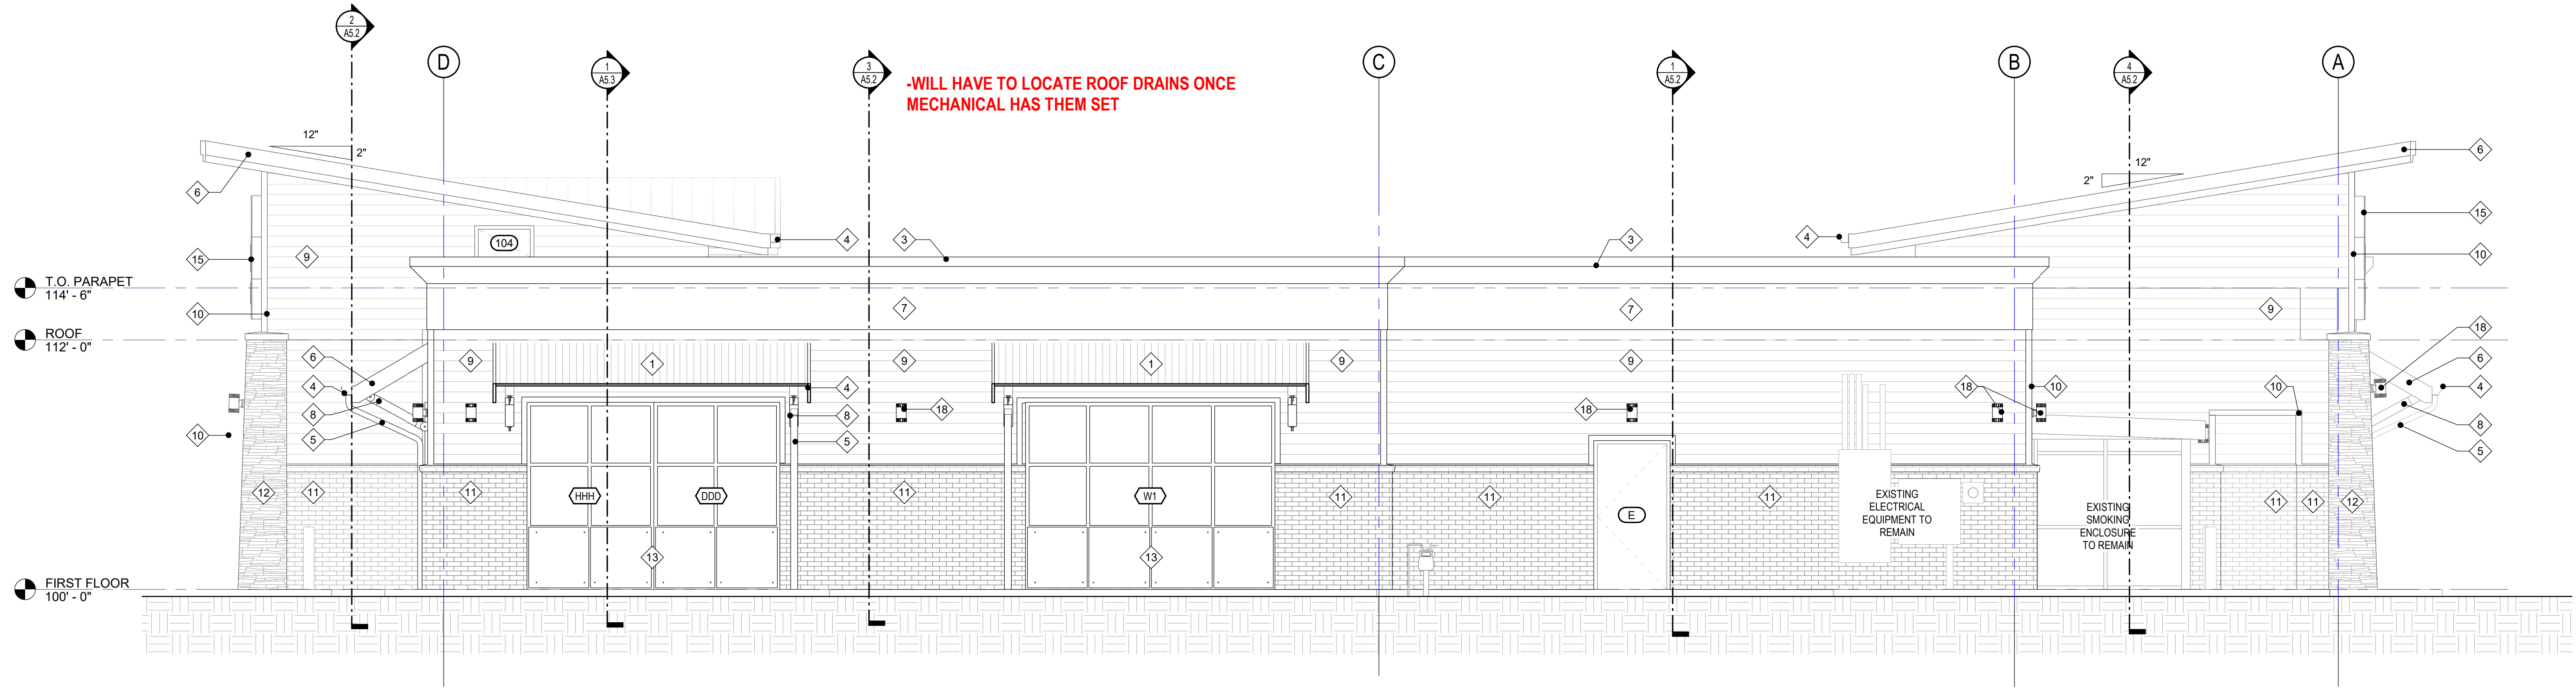 2
A5.2
D
1
A5.3
3
A5.2
-WILL HAVE TO LOCATE ROOF DRAINS ONCE
MECHANICAL HAS THEM SET
C
1
A5.2
B
4
A5.2
A
12"
2"
6
12"
2"
6
15
9
104
4
3
3
4
15
10
T.O. PARAPET
114' - 6"
10
7
7
9
ROOF
112' - 0"
18
6
4
8
5
10
6
9
1
9
1
9
9
4
8
5
18
18
18
10
10
4
8
5
12
11
11
HHH
DDD
13
11
W1
13
11
11
E
11
EXISTING
ELECTRICAL
EQUIPMENT TO
REMAIN
EXISTING
SMOKING
ENCLOSURE
TO REMAIN
11
11
12
FIRST FLOOR
100' - 0"